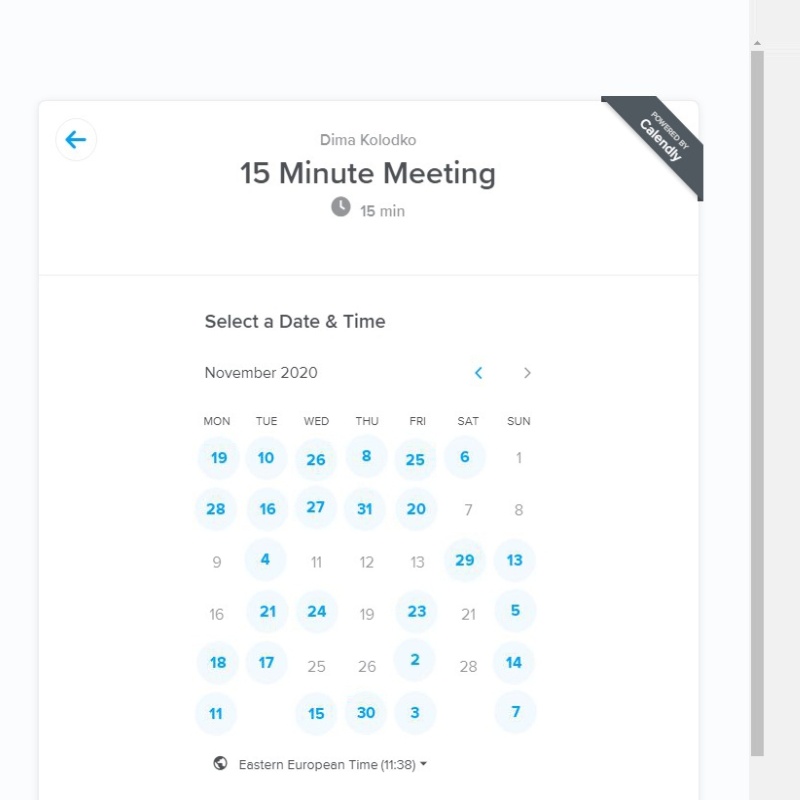 POWERED BY
Calendly
Dima Kolodko
15 Minute Meeting
15 min
Select a Date & Time
November 2020
MON TUE WED THU FRI SAT SUN
19 10 26 8 25 6 1
28 16 27 31 20 7 8
9 4 11 12 13 29 13
16 21 24 19 23 21 5
18 17 25 26 2 28 14
11 15 30 3 7
Eastern European Time (11:38)